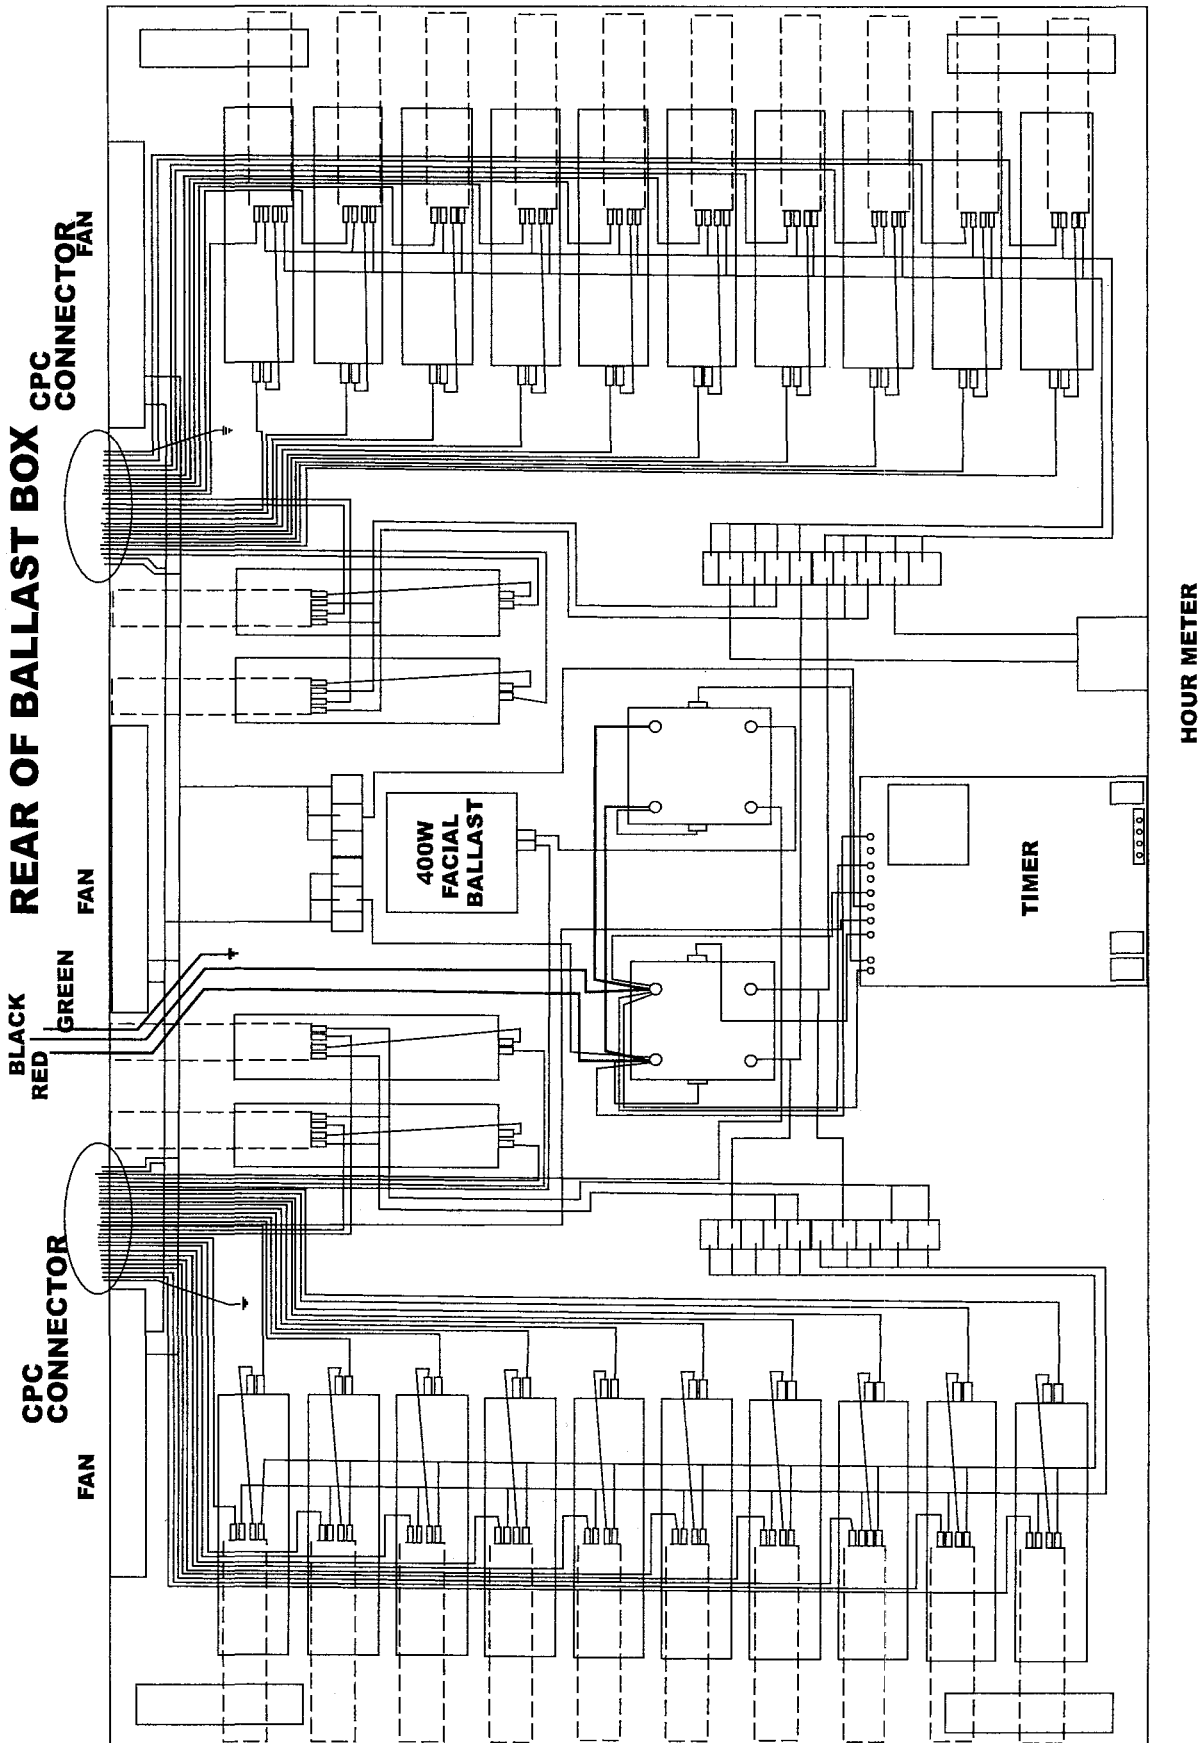 REAR OF BALLAST BOX
CPC
CONNECTOR
FAN
FAN
BLACK
RED
GREEN
CPC
CONNECTOR
FAN
400W
FACIAL
BALLAST
TIMER
HOUR METER